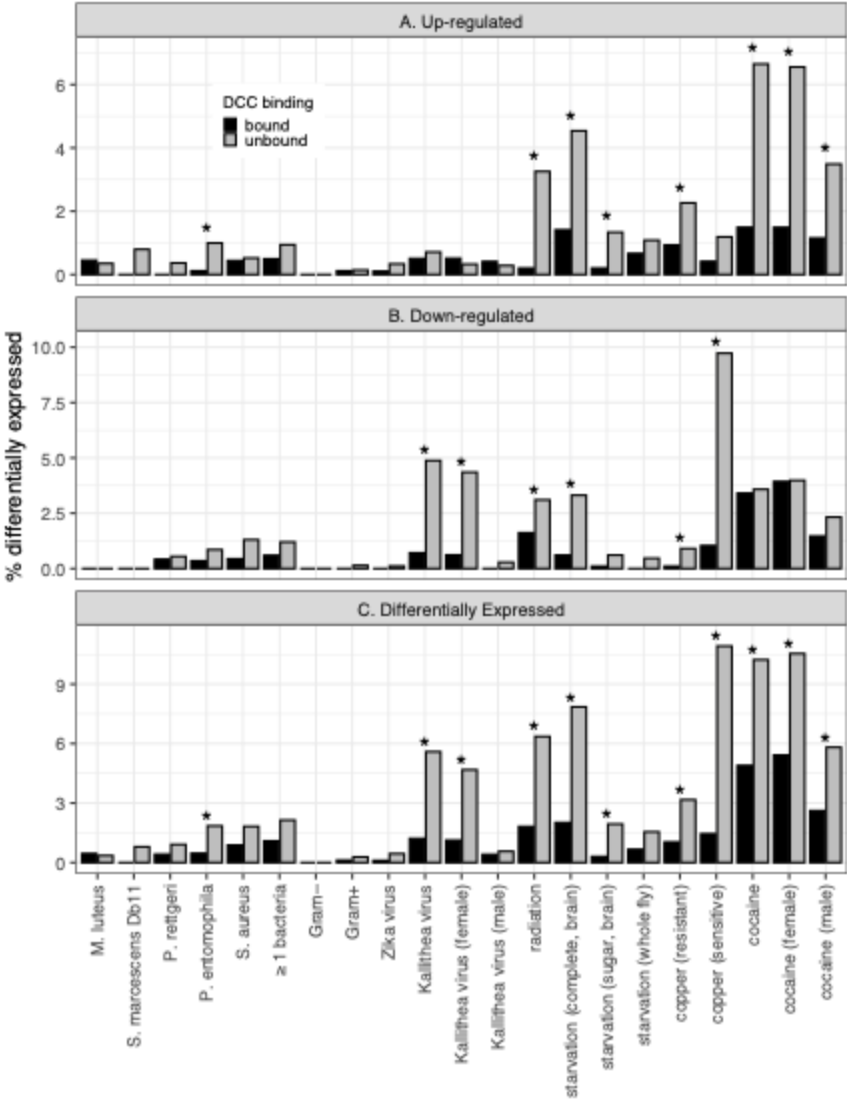 A. Up-regulated
DCC binding
bound
unbound
6
4
2
0
★
★
★
★
★
★
★
★
B. Down-regulated
10.0
7.5
5.0
2.5
0.0
★
★
★
★
★
★
% differentially expressed
C. Differentially Expressed
9
6
3
0
★
★
★
★
★
★
★
★
★
★
★
M. luteus
S. marcescens Db11
P. rettgeri
P. entomophila
S. aureus
≥ 1 bacteria
Gram−
Gram+
Zika virus
Kallithea virus
Kallithea virus (female)
Kallithea virus (male)
radiation
starvation (complete, brain)
starvation (sugar, brain)
starvation (whole fly)
copper (resistant)
copper (sensitive)
cocaine
cocaine (female)
cocaine (male)